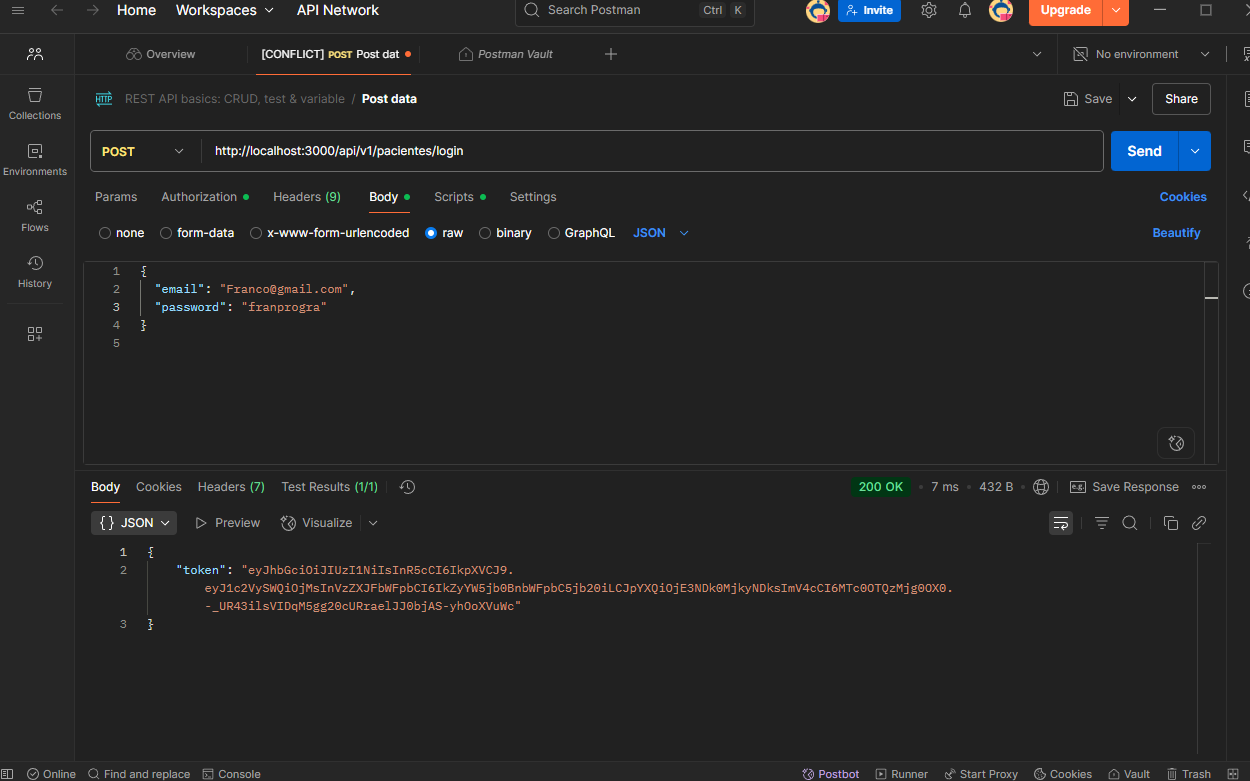 Home Workspaces API Network Search Postman Ctrl K Invite Upgrade
Overview [CONFLICT] POST Post dat Postman Vault No environment
HTTP REST API basics: CRUD, test & variable / Post data Save Share
Collections
Environments
Flows
History
POST http://localhost:3000/api/v1/pacientes/login Send
Params Authorization Headers (9) Body Scripts Settings Cookies
none form-data x-www-form-urlencoded raw binary GraphQL JSON Beautify
1 {
2 "email": "Franco@gmail.com",
3 "password": "franprogra"
4 }
5
Body Cookies Headers (7) Test Results (1/1) 200 OK 7 ms 432 B e.g. Save Response
{} JSON Preview Visualize
1 {
2 "token": "eyJhbGciOiJIUzI1NiIsInR5cCI6IkpXVCJ9.
eyJ1c2VySWQiOjMsInVzZXJFbWFpbCI6IkZyYW5jb0BnbWFpbC5jb20iLCJpYXQiOjE3NDk0MjkyNDksImV4cCI6MTc0OTQzMjg0OX0.
-_UR43ilsVIDqM5gg20cURraelJJ0bjAS-yhOoXVuWc"
3 }
Online Find and replace Console Postbot Runner Start Proxy Cookies Vault Trash